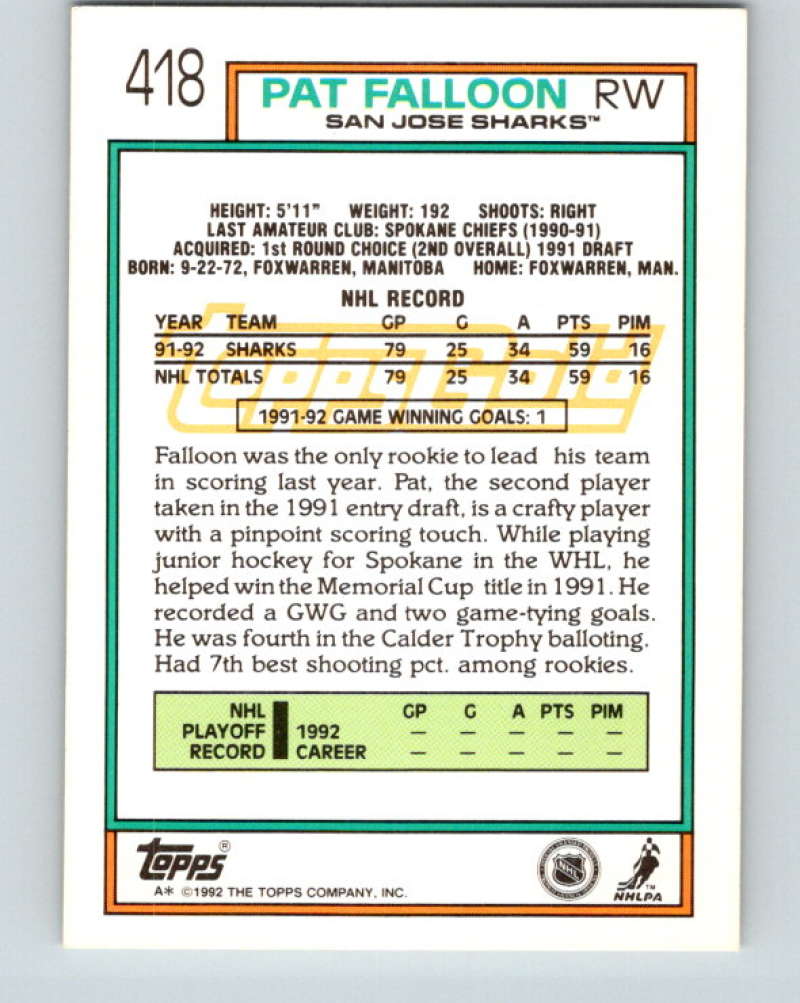 418
PAT FALLOON RW
SAN JOSE SHARKS™
HEIGHT: 5'11" WEIGHT: 192 SHOOTS: RIGHT
LAST AMATEUR CLUB: SPOKANE CHIEFS (1990-91)
ACQUIRED: 1st ROUND CHOICE (2ND OVERALL) 1991 DRAFT
BORN: 9-22-72, FOXWARREN, MANITOBA HOME: FOXWARREN, MAN.
NHL RECORD
YEAR TEAM GP G A PTS PIM
91-92 SHARKS 79 25 34 59 16
NHL TOTALS 79 25 34 59 16
ToppsGold
1991-92 GAME WINNING GOALS: 1
Falloon was the only rookie to lead his team
in scoring last year. Pat, the second player
taken in the 1991 entry draft, is a crafty player
with a pinpoint scoring touch. While playing
junior hockey for Spokane in the WHL, he
helped win the Memorial Cup title in 1991. He
recorded a GWG and two game-tying goals.
He was fourth in the Calder Trophy balloting.
Had 7th best shooting pct. among rookies.
NHL GP G A PTS PIM
PLAYOFF 1992 – – – – –
RECORD CAREER – – – – –
TOPPS®
A* ©1992 THE TOPPS COMPANY, INC.
NHL
™
NHLPA